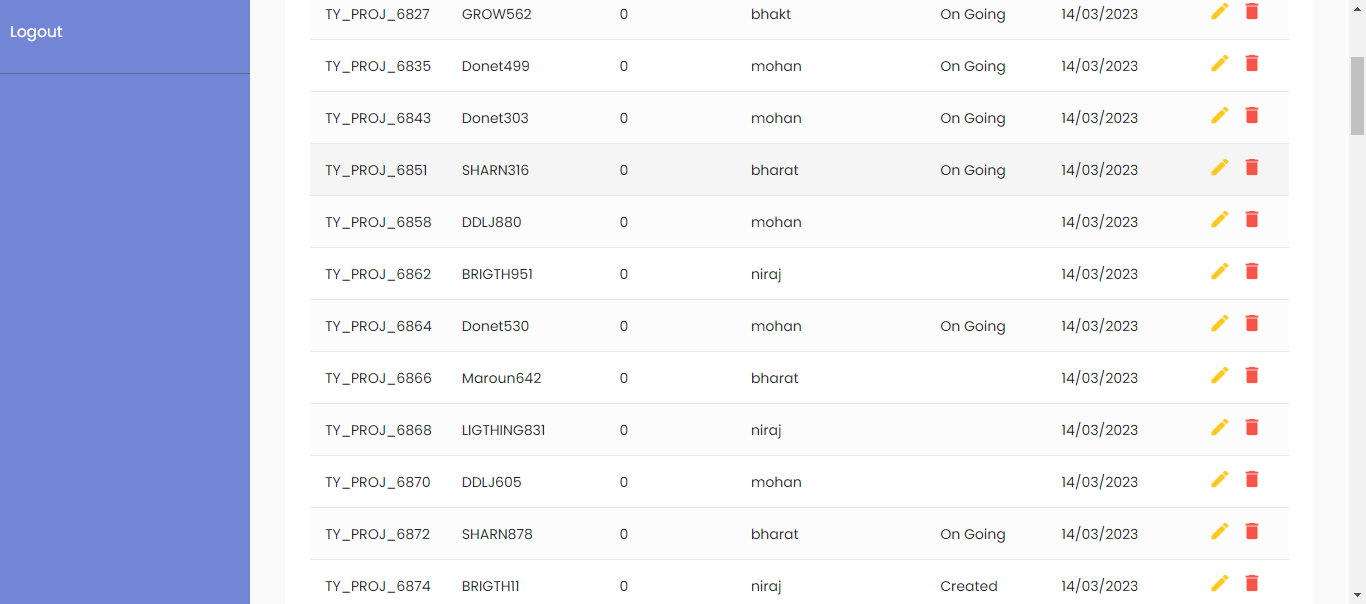 Logout
TY_PROJ_6827 GROW562 0 bhakt On Going 14/03/2023
TY_PROJ_6835 Donet499 0 mohan On Going 14/03/2023
TY_PROJ_6843 Donet303 0 mohan On Going 14/03/2023
TY_PROJ_6851 SHARN316 0 bharat On Going 14/03/2023
TY_PROJ_6858 DDLJ880 0 mohan 14/03/2023
TY_PROJ_6862 BRIGTH951 0 niraj 14/03/2023
TY_PROJ_6864 Donet530 0 mohan On Going 14/03/2023
TY_PROJ_6866 Maroun642 0 bharat 14/03/2023
TY_PROJ_6868 LIGTHING831 0 niraj 14/03/2023
TY_PROJ_6870 DDLJ605 0 mohan 14/03/2023
TY_PROJ_6872 SHARN878 0 bharat On Going 14/03/2023
TY_PROJ_6874 BRIGTH11 0 niraj Created 14/03/2023